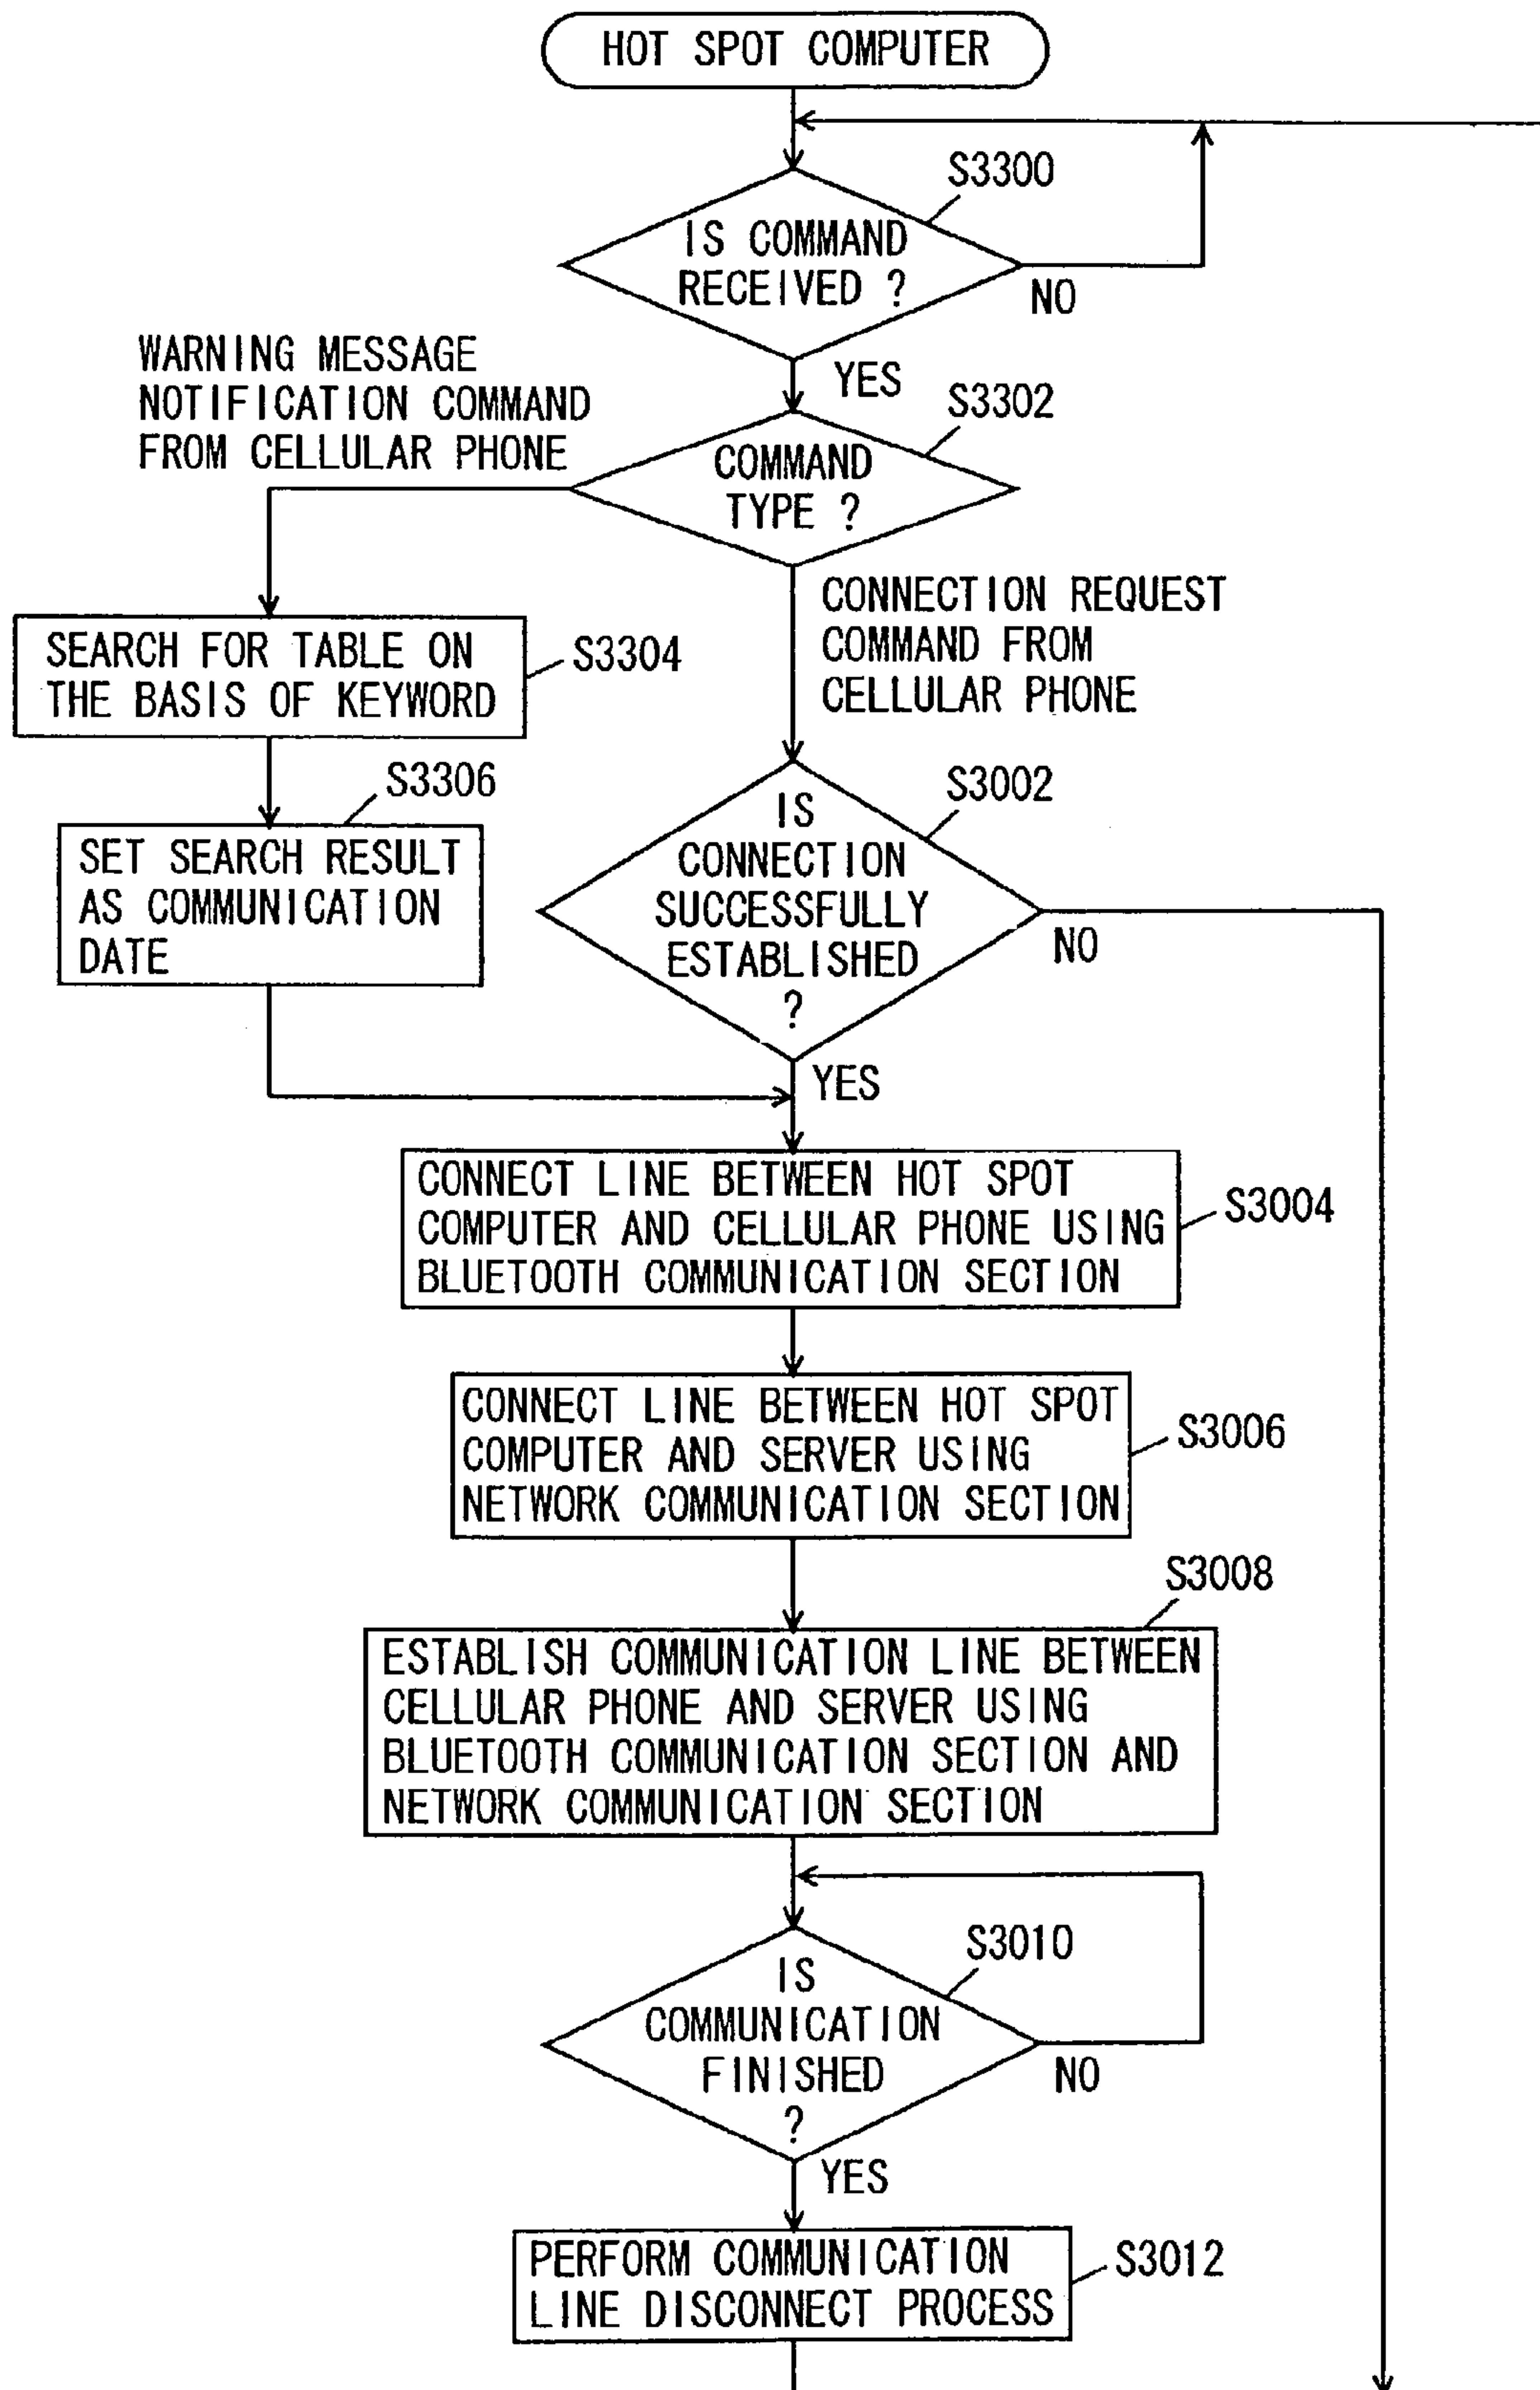 HOT SPOT COMPUTER
S3300
IS COMMAND
RECEIVED ?
NO
YES
WARNING MESSAGE
NOTIFICATION COMMAND
FROM CELLULAR PHONE
S3302
COMMAND
TYPE ?
CONNECTION REQUEST
COMMAND FROM
CELLULAR PHONE
SEARCH FOR TABLE ON
THE BASIS OF KEYWORD
S3304
S3306
SET SEARCH RESULT
AS COMMUNICATION
DATE
S3002
IS
CONNECTION
SUCCESSFULLY
ESTABLISHED
?
NO
YES
CONNECT LINE BETWEEN HOT SPOT
COMPUTER AND CELLULAR PHONE USING
BLUETOOTH COMMUNICATION SECTION
S3004
CONNECT LINE BETWEEN HOT SPOT
COMPUTER AND SERVER USING
NETWORK COMMUNICATION SECTION
S3006
S3008
ESTABLISH COMMUNICATION LINE BETWEEN
CELLULAR PHONE AND SERVER USING
BLUETOOTH COMMUNICATION SECTION AND
NETWORK COMMUNICATION SECTION
S3010
IS
COMMUNICATION
FINISHED
?
NO
YES
PERFORM COMMUNICATION
LINE DISCONNECT PROCESS
S3012